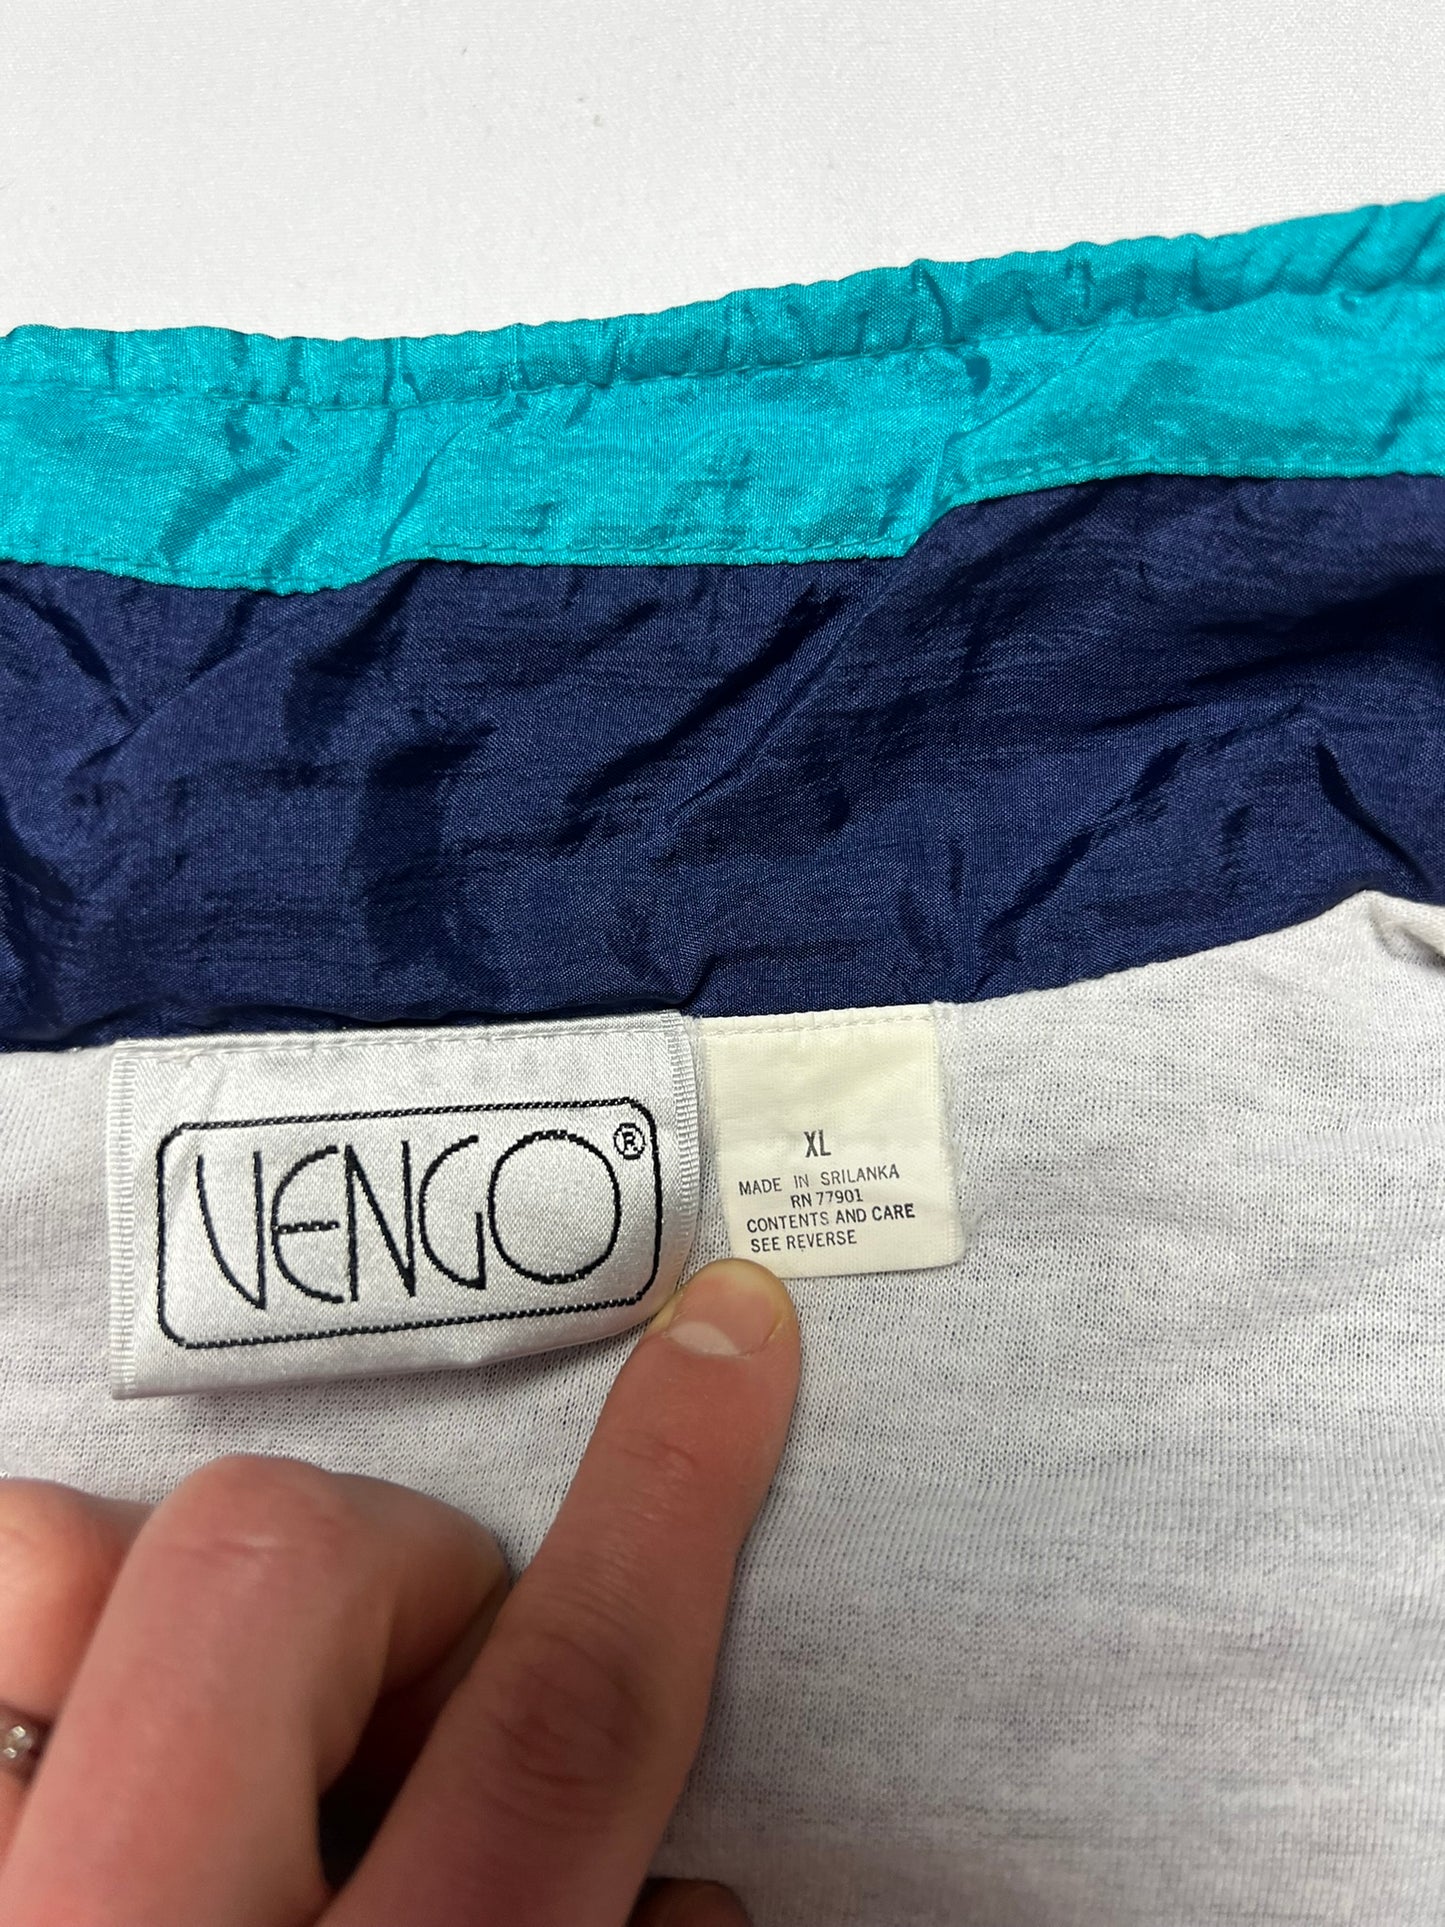 VENGO®
XL
MADE IN SRILANKA
RN 77901
CONTENTS AND CARE
SEE REVERSE